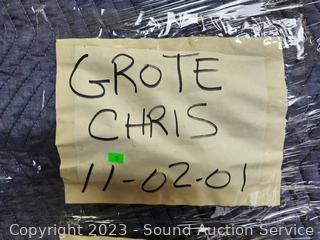 GROTE
CHRIS
11-02-01
Copyright 2023 - Sound Auction Service